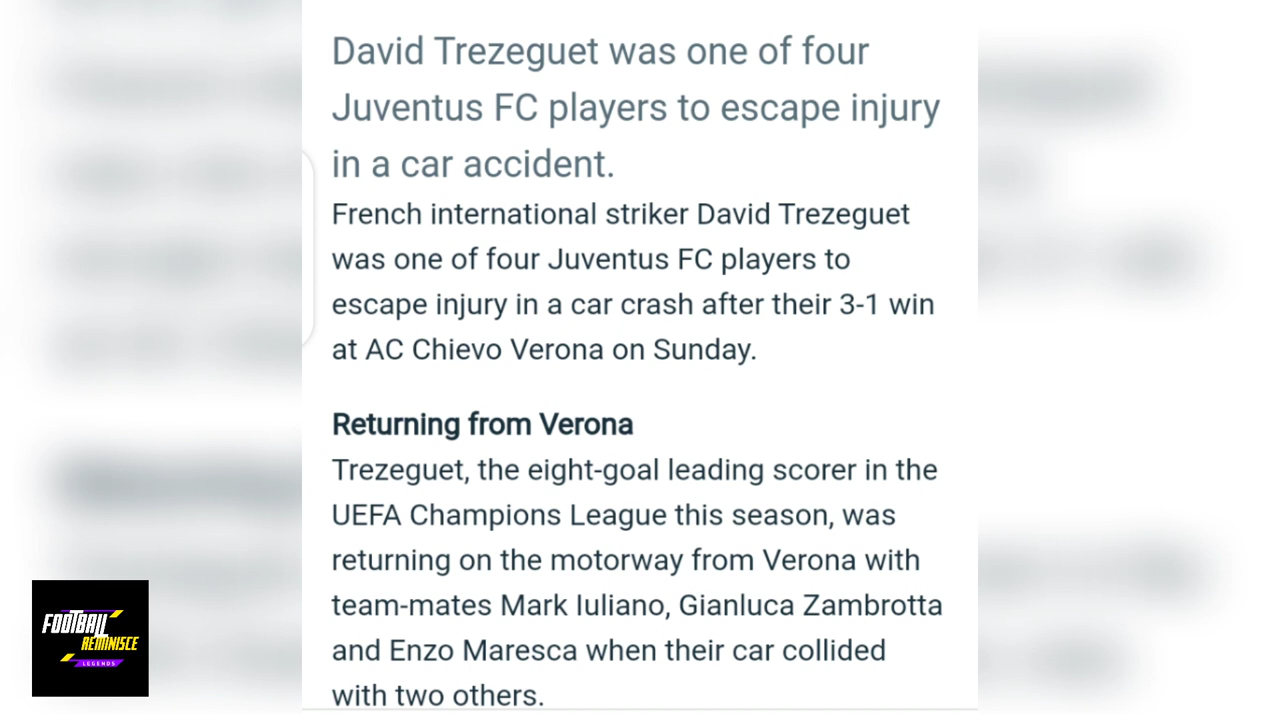 David Trezeguet was one of four
Juventus FC players to escape injury
in a car accident.
French international striker David Trezeguet
was one of four Juventus FC players to
escape injury in a car crash after their 3-1 win
at AC Chievo Verona on Sunday.
Returning from Verona
Trezeguet, the eight-goal leading scorer in the
UEFA Champions League this season, was
returning on the motorway from Verona with
team-mates Mark Iuliano, Gianluca Zambrotta
and Enzo Maresca when their car collided
with two others.
FOOTBALL
REMINISCE
LEGENDS